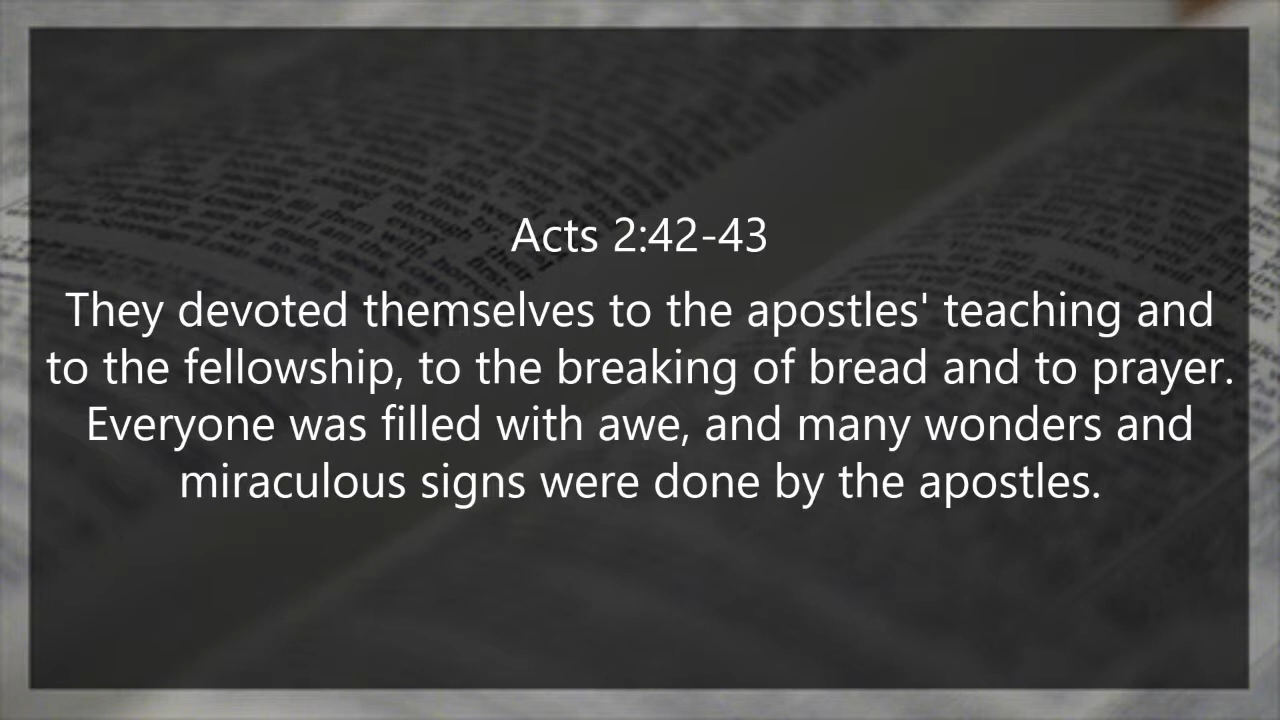 Acts 2:42-43
They devoted themselves to the apostles' teaching and
to the fellowship, to the breaking of bread and to prayer.
Everyone was filled with awe, and many wonders and
miraculous signs were done by the apostles.